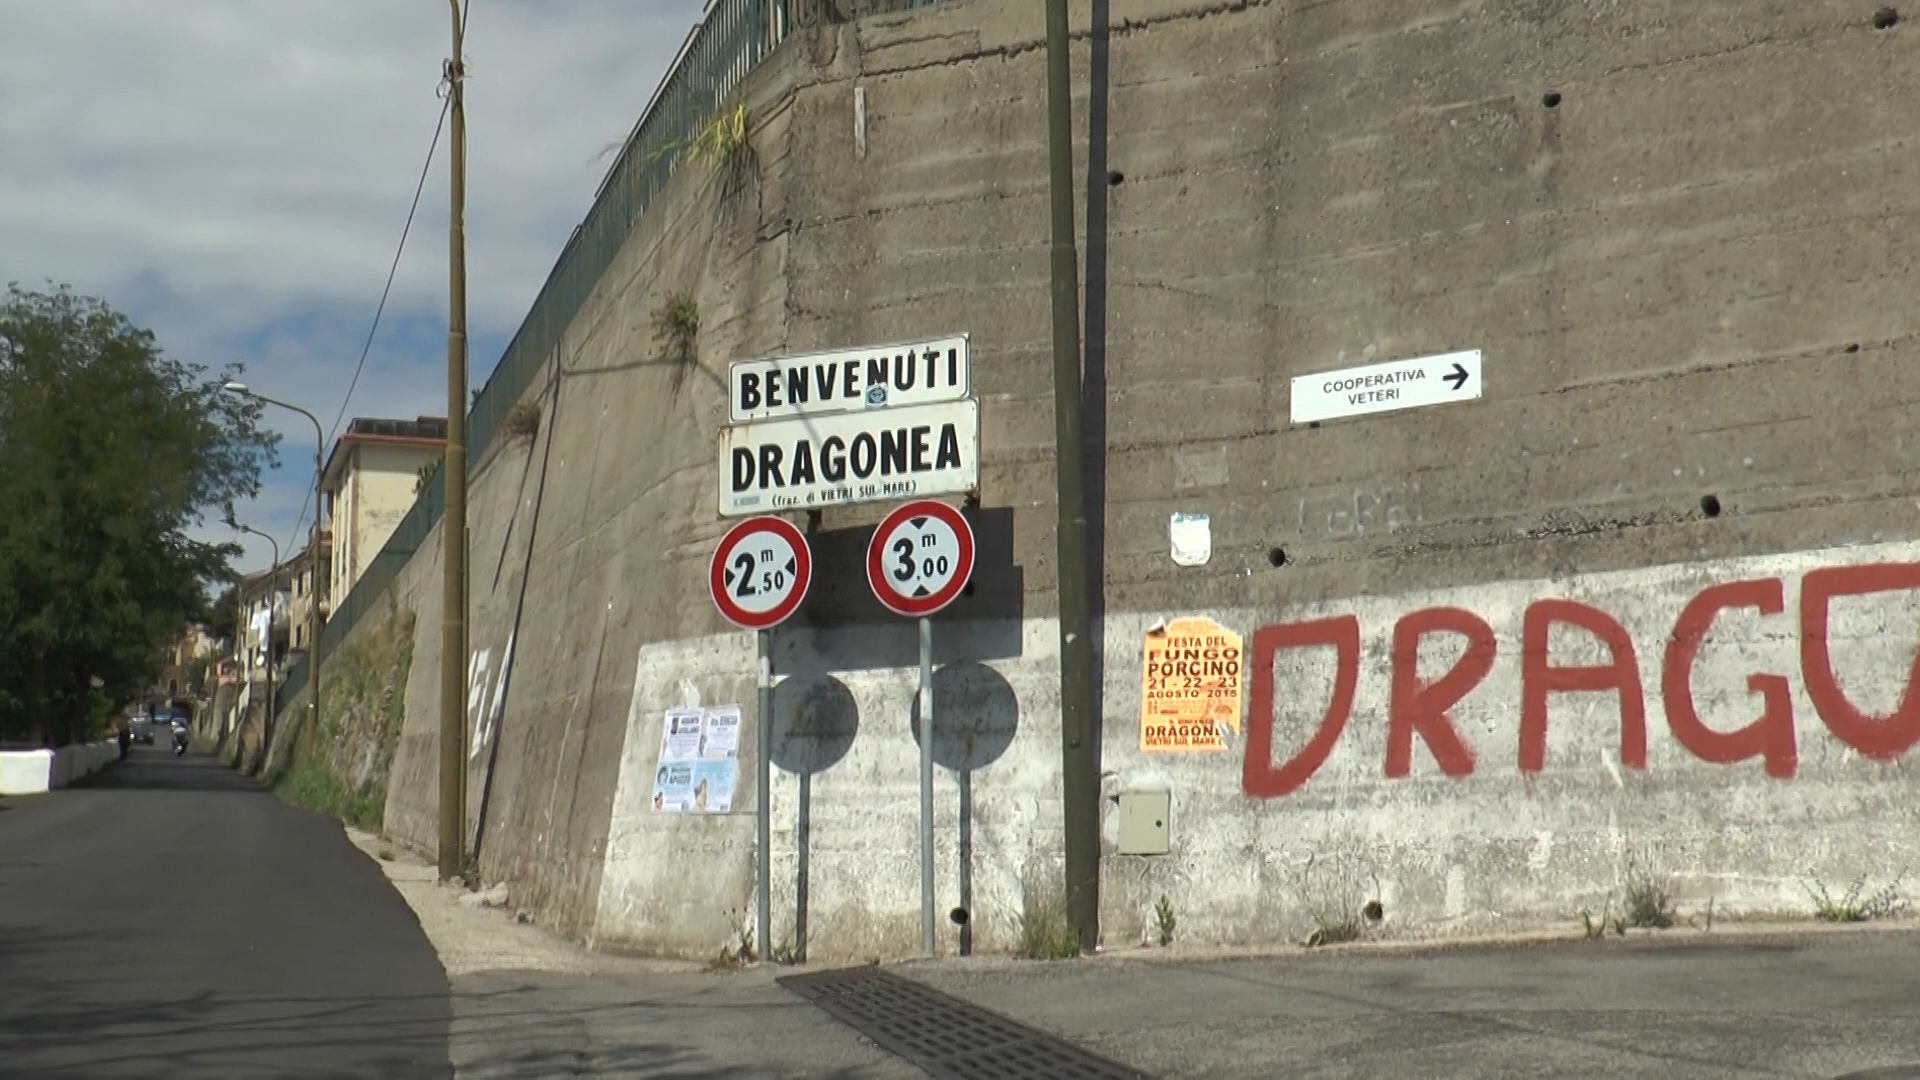 BENVENUTI
DRAGONEA
(fraz. di VIETRI SUL MARE)
2,50 m
3,00 m
COOPERATIVA
VETERI
FESTA DEL
FUNGO
PORCINO
21 - 22 - 23
AGOSTO 2015
VIETRI SUL MARE
DRAGO